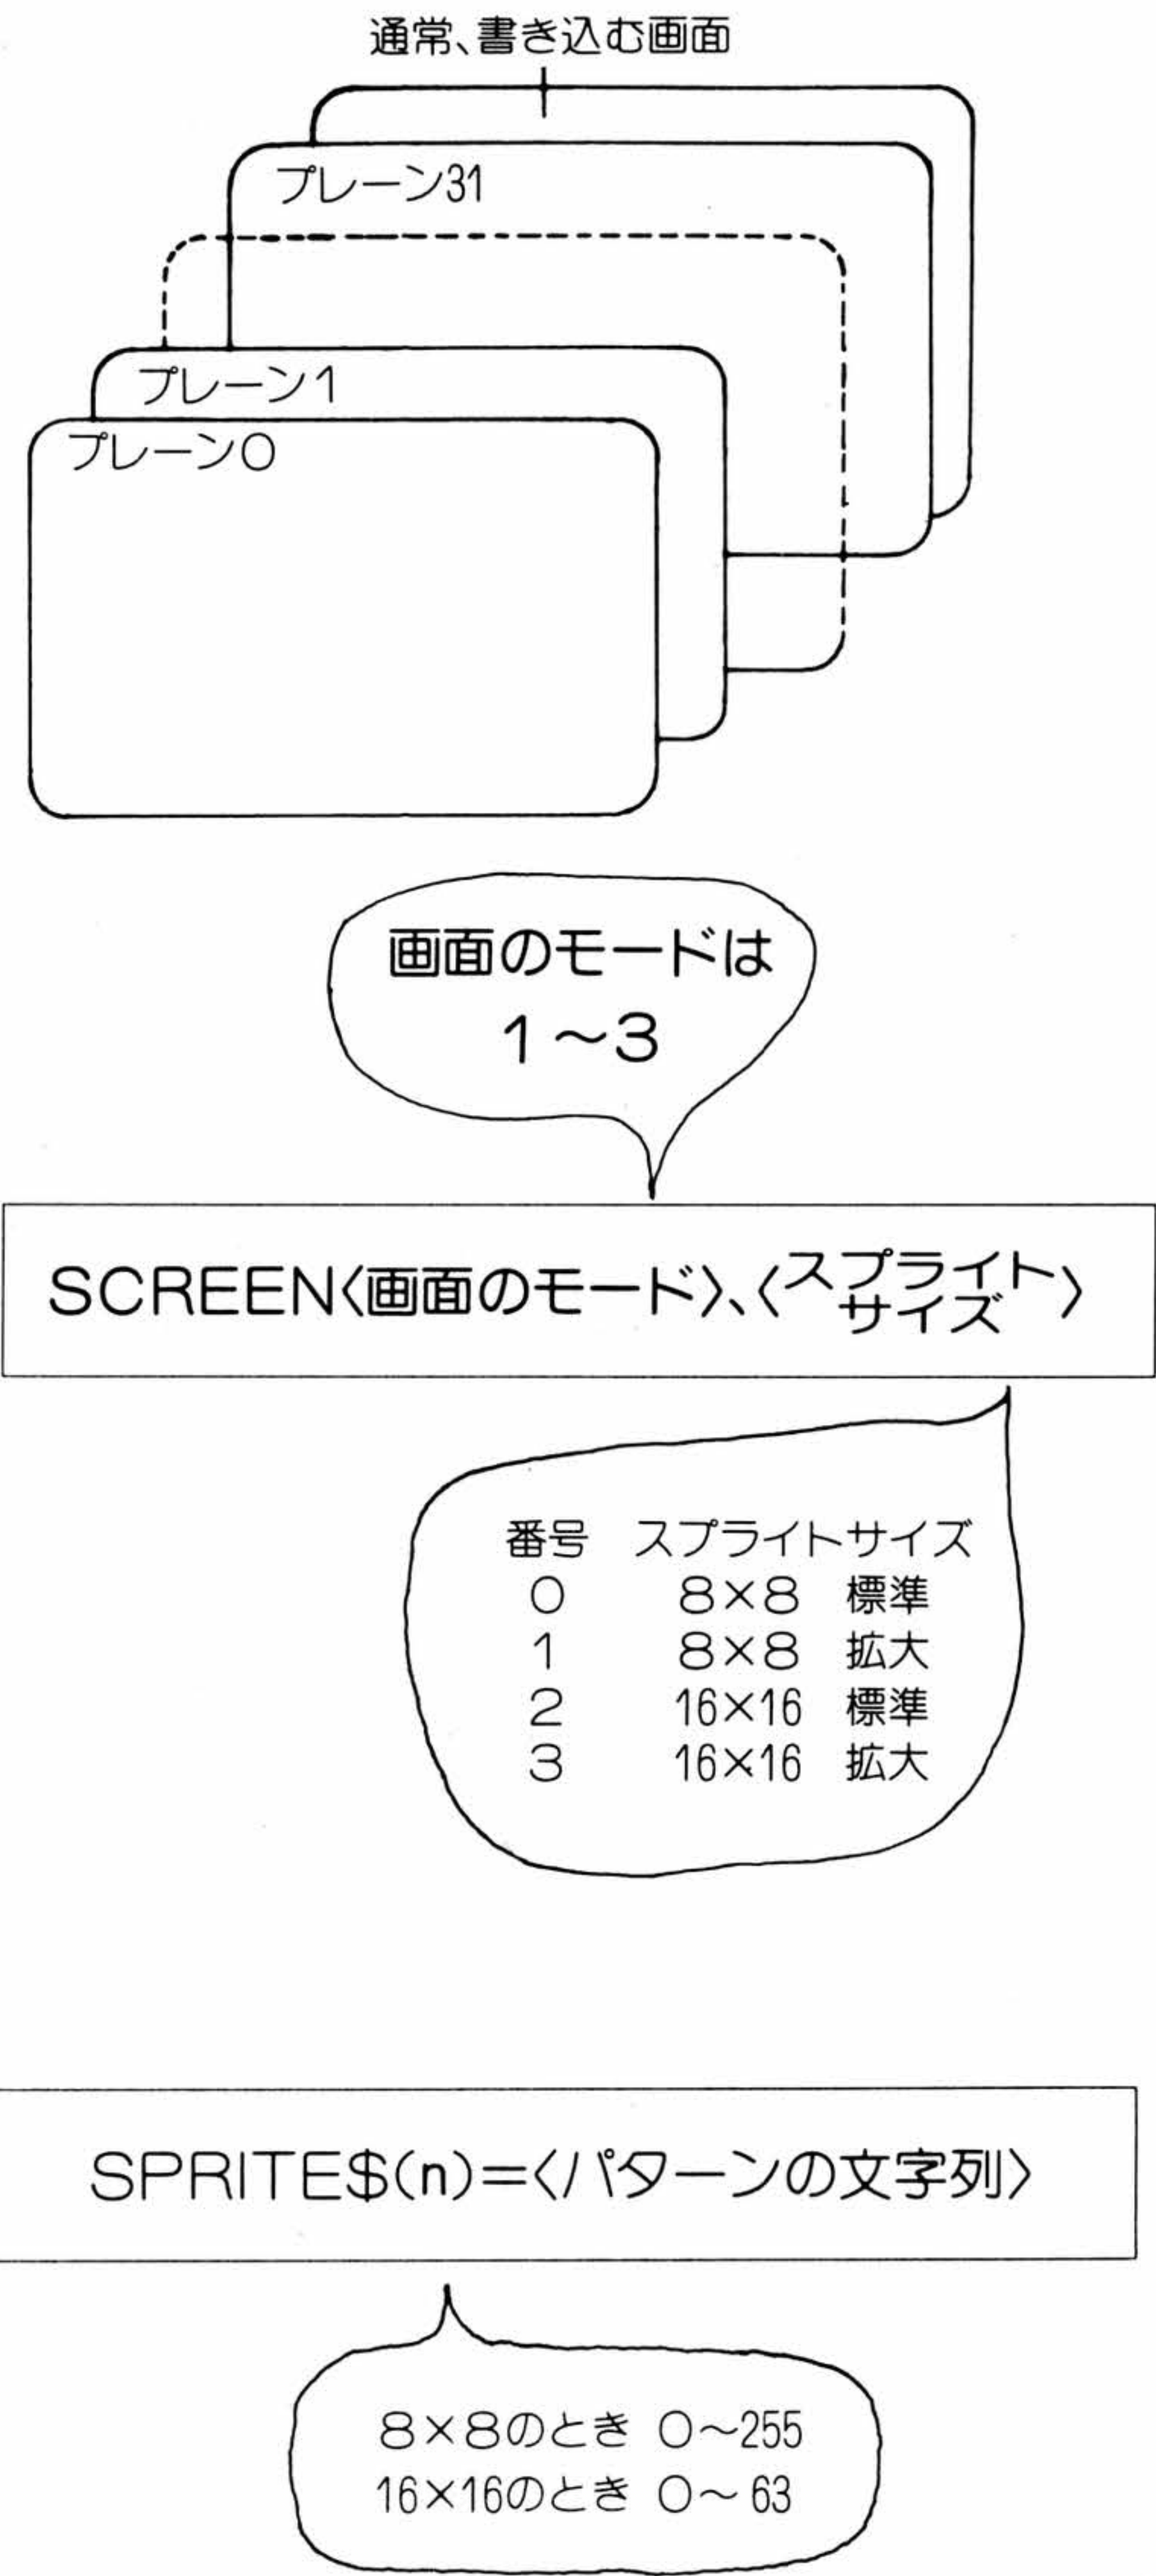 通常、書き込む画面
プレーン31
プレーン1
プレーン0
画面のモードは
1〜3
SCREEN〈画面のモード〉、〈スプライト
サイズ〉
番号 スプライトサイズ
0 8×8 標準
1 8×8 拡大
2 16×16 標準
3 16×16 拡大
SPRITE$(n)=〈パターンの文字列〉
8×8のとき 0〜255
16×16のとき 0〜63